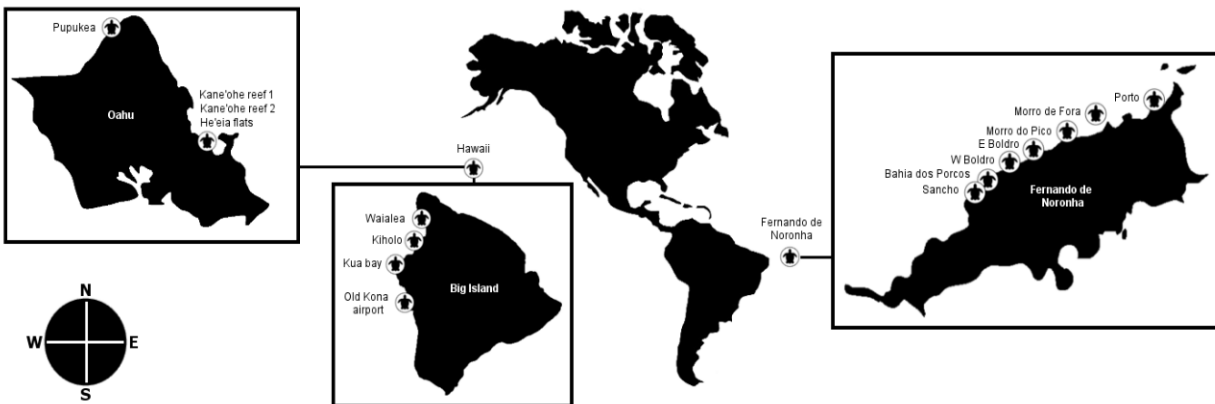 Pupukea
Kane'ohe reef 1
Kane'ohe reef 2
He'eia flats
Oahu
Hawaii
Waialea
Kiholo
Kua bay
Old Kona
airport
Big Island
N
W
E
S
Fernando de
Noronha
Porto
Morro de Fora
Morro do Pico
E Boldro
W Boldro
Bahia dos Porcos
Sancho
Fernando de
Noronha